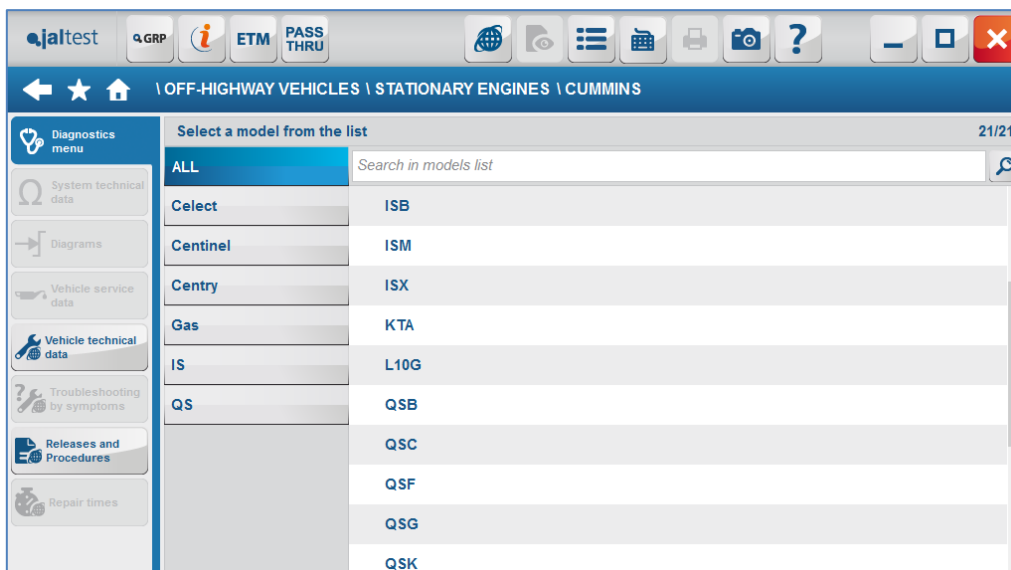 jaltest
GRP
i
ETM
PASS
THRU
?
\ OFF-HIGHWAY VEHICLES \ STATIONARY ENGINES \ CUMMINS
Diagnostics
menu
System technical
data
Diagrams
Vehicle service
data
Vehicle technical
data
Troubleshooting
by symptoms
Releases and
Procedures
Repair times
Select a model from the list
21/21
ALL
Celect
Centinel
Centry
Gas
IS
QS
Search in models list
ISB
ISM
ISX
KTA
L10G
QSB
QSC
QSF
QSG
QSK